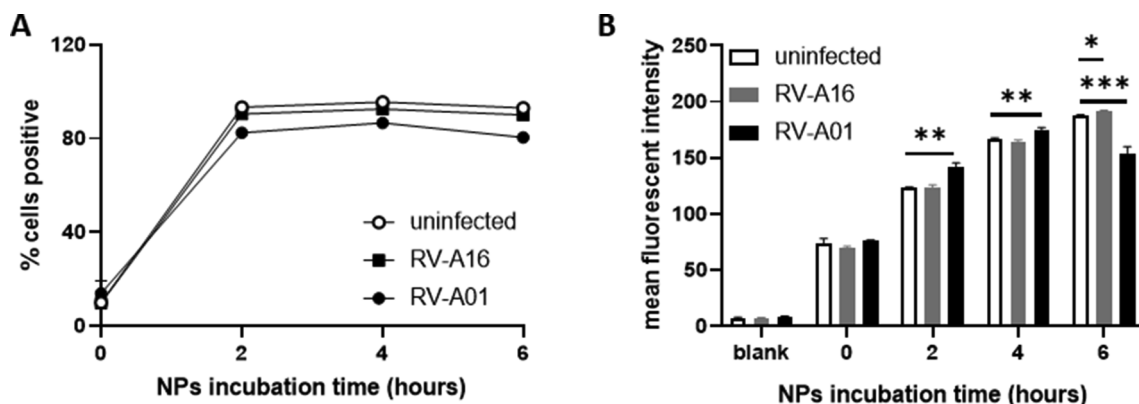 A
% cells positive
120
80
40
0
uninfected
RV-A16
RV-A01
0 2 4 6
NPs incubation time (hours)
B
mean fluorescent intensity
250
200
150
100
50
0
uninfected
RV-A16
RV-A01
*
***
**
**
blank 0 2 4 6
NPs incubation time (hours)